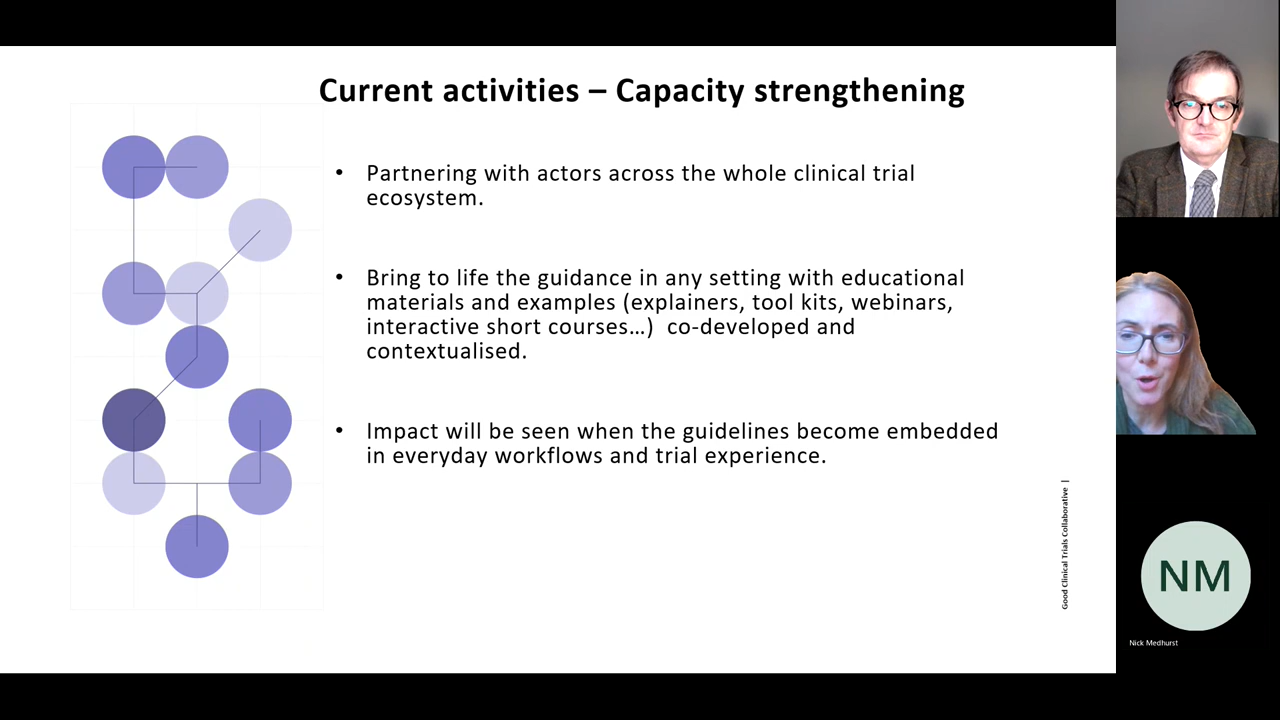 Current activities – Capacity strengthening
• Partnering with actors across the whole clinical trial
ecosystem.
• Bring to life the guidance in any setting with educational
materials and examples (explainers, tool kits, webinars,
interactive short courses…)  co-developed and
contextualised.
• Impact will be seen when the guidelines become embedded
in everyday workflows and trial experience.
Good Clinical Trials Collaborative |
NM
Nick Medhurst